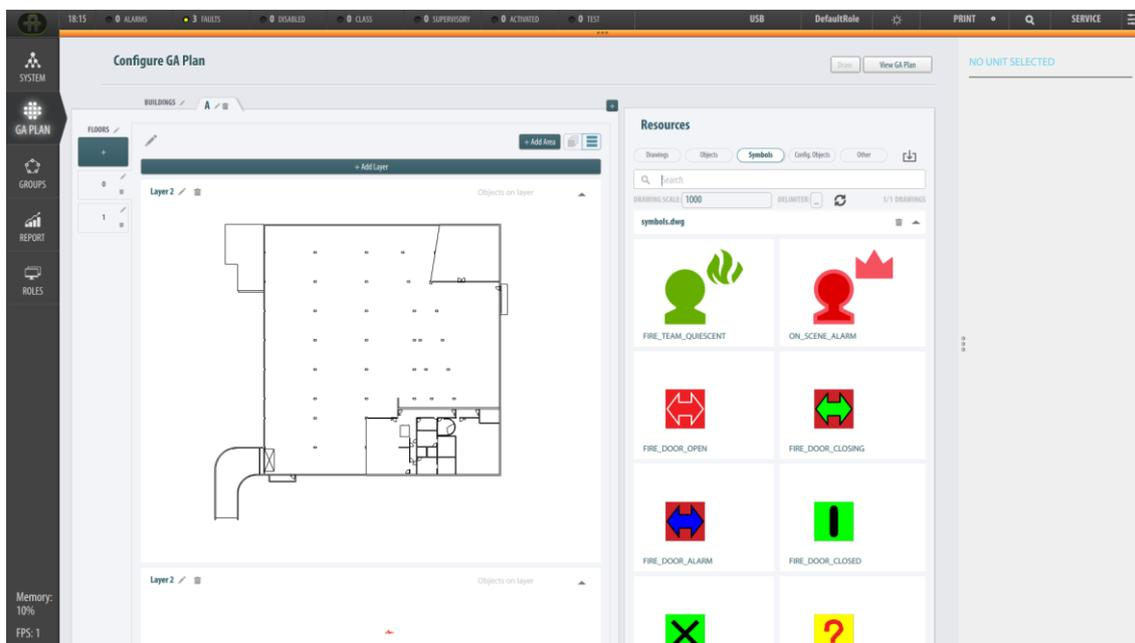 18:15 0 ALARMS 3 FAULTS 0 DISABLED 0 CLASS 0 SUPERVISORY 0 ACTIVATED 0 TEST USB DefaultRole PRINT SERVICE
SYSTEM
GA PLAN
GROUPS
REPORT
ROLES
Memory:
10%
FPS: 1
Configure GA Plan
Draw View GA Plan
BUILDINGS A
FLOORS
+
0
1
+ Add Area
+ Add Layer
Layer 2 Objects on layer
Layer 2 Objects on layer
+
Resources
Drawings Objects Symbols Config. Objects Other
Search
DRAWING SCALE: 1000 DELIMITER: _ 1/1 DRAWINGS
symbols.dwg
FIRE_TEAM_QUIESCENT ON_SCENE_ALARM
FIRE_DOOR_OPEN FIRE_DOOR_CLOSING
FIRE_DOOR_ALARM FIRE_DOOR_CLOSED
?
NO UNIT SELECTED